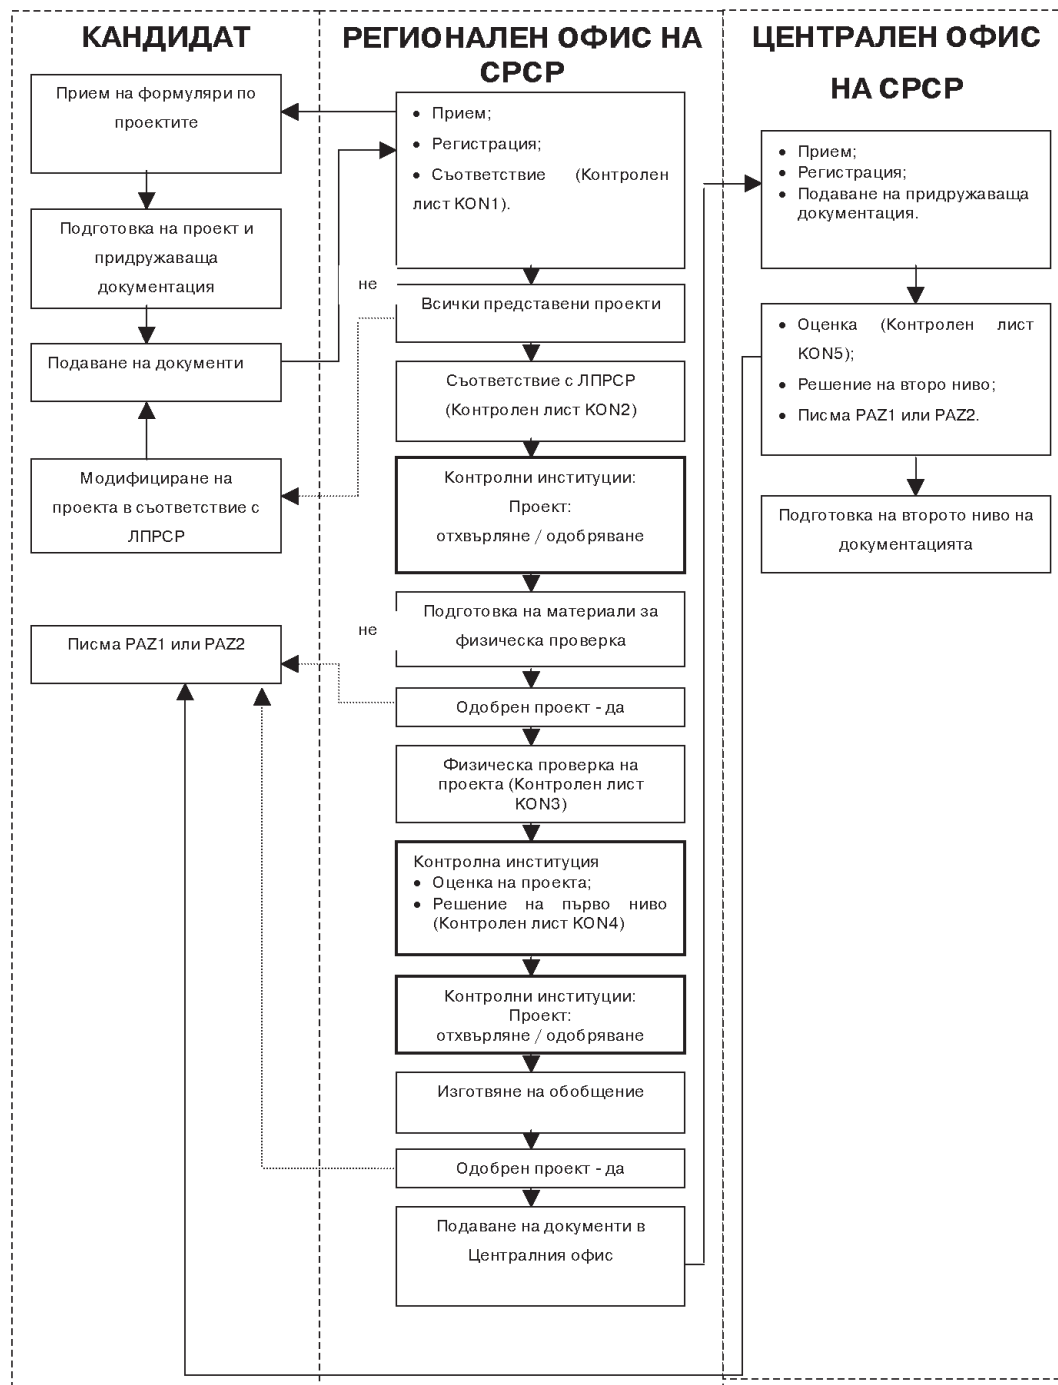 КАНДИДАТ
Прием на формуляри по
проектите
Подготовка на проект и
придружаваща
документация
Подаване на документи
Модифициране на
проекта в съответствие с
ЛПРСР
Писма PAZ1 или PAZ2
РЕГИОНАЛЕН ОФИС НА
СРСР
• Прием;
• Регистрация;
• Съответствие (Контролен
лист KON1).
не
Всички представени проекти
Съответствие с ЛПРСР
(Контролен лист KON2)
Контролни институции:
Проект:
отхвърляне / одобряване
не
Подготовка на материали за
физическа проверка
Одобрен проект - да
Физическа проверка на
проекта (Контролен лист
KON3)
Контролна институция
• Оценка на проекта;
• Решение на първо ниво
(Контролен лист KON4)
Контролни институции:
Проект:
отхвърляне / одобряване
Изготвяне на обобщение
Одобрен проект - да
Подаване на документи в
Централния офис
ЦЕНТРАЛЕН ОФИС
НА СРСР
• Прием;
• Регистрация;
• Подаване на придружаваща
документация.
• Оценка (Контролен лист
KON5);
• Решение на второ ниво;
• Писма PAZ1 или PAZ2.
Подготовка на второто ниво на
документацията